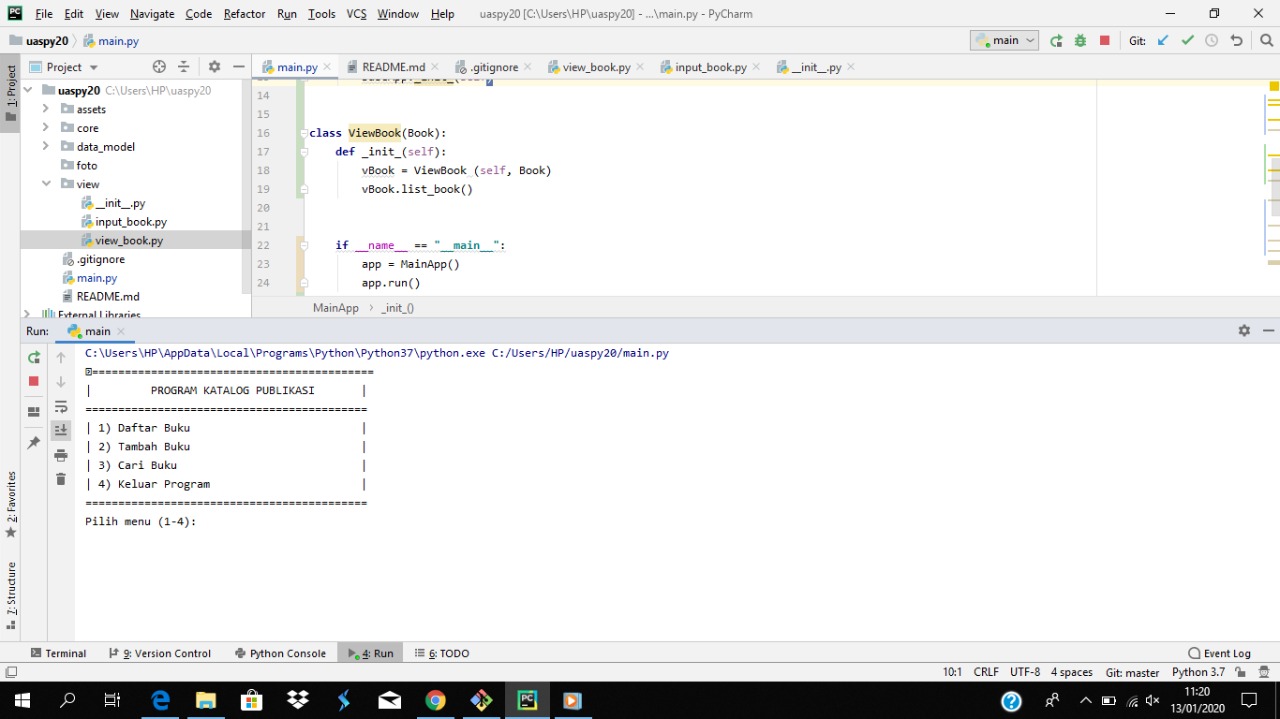 File Edit View Navigate Code Refactor Run Tools VCS Window Help uaspy20 [C:\Users\HP\uaspy20] - ...\main.py - PyCharm
uaspy20 main.py main Git:
1: Project
Project
main.py README.md .gitignore view_book.py input_book.py __init__.py
uaspy20 C:\Users\HP\uaspy20
assets
core
data_model
foto
view
__init__.py
input_book.py
view_book.py
.gitignore
main.py
README.md
External Libraries
14
15
16 class ViewBook(Book):
17 def _init_(self):
18 vBook = ViewBook (self, Book)
19 vBook.list_book()
20
21
22 if __name__ == "__main__":
23 app = MainApp()
24 app.run()
MainApp › _init_()
Run: main
C:\Users\HP\AppData\Local\Programs\Python\Python37\python.exe C:/Users/HP/uaspy20/main.py
===========================================
| PROGRAM KATALOG PUBLIKASI |
===========================================
| 1) Daftar Buku |
| 2) Tambah Buku |
| 3) Cari Buku |
| 4) Keluar Program |
===========================================
Pilih menu (1-4):
2: Favorites
7: Structure
Terminal 9: Version Control Python Console 4: Run 6: TODO Event Log
10:1 CRLF UTF-8 4 spaces Git: master Python 3.7
11:20
13/01/2020